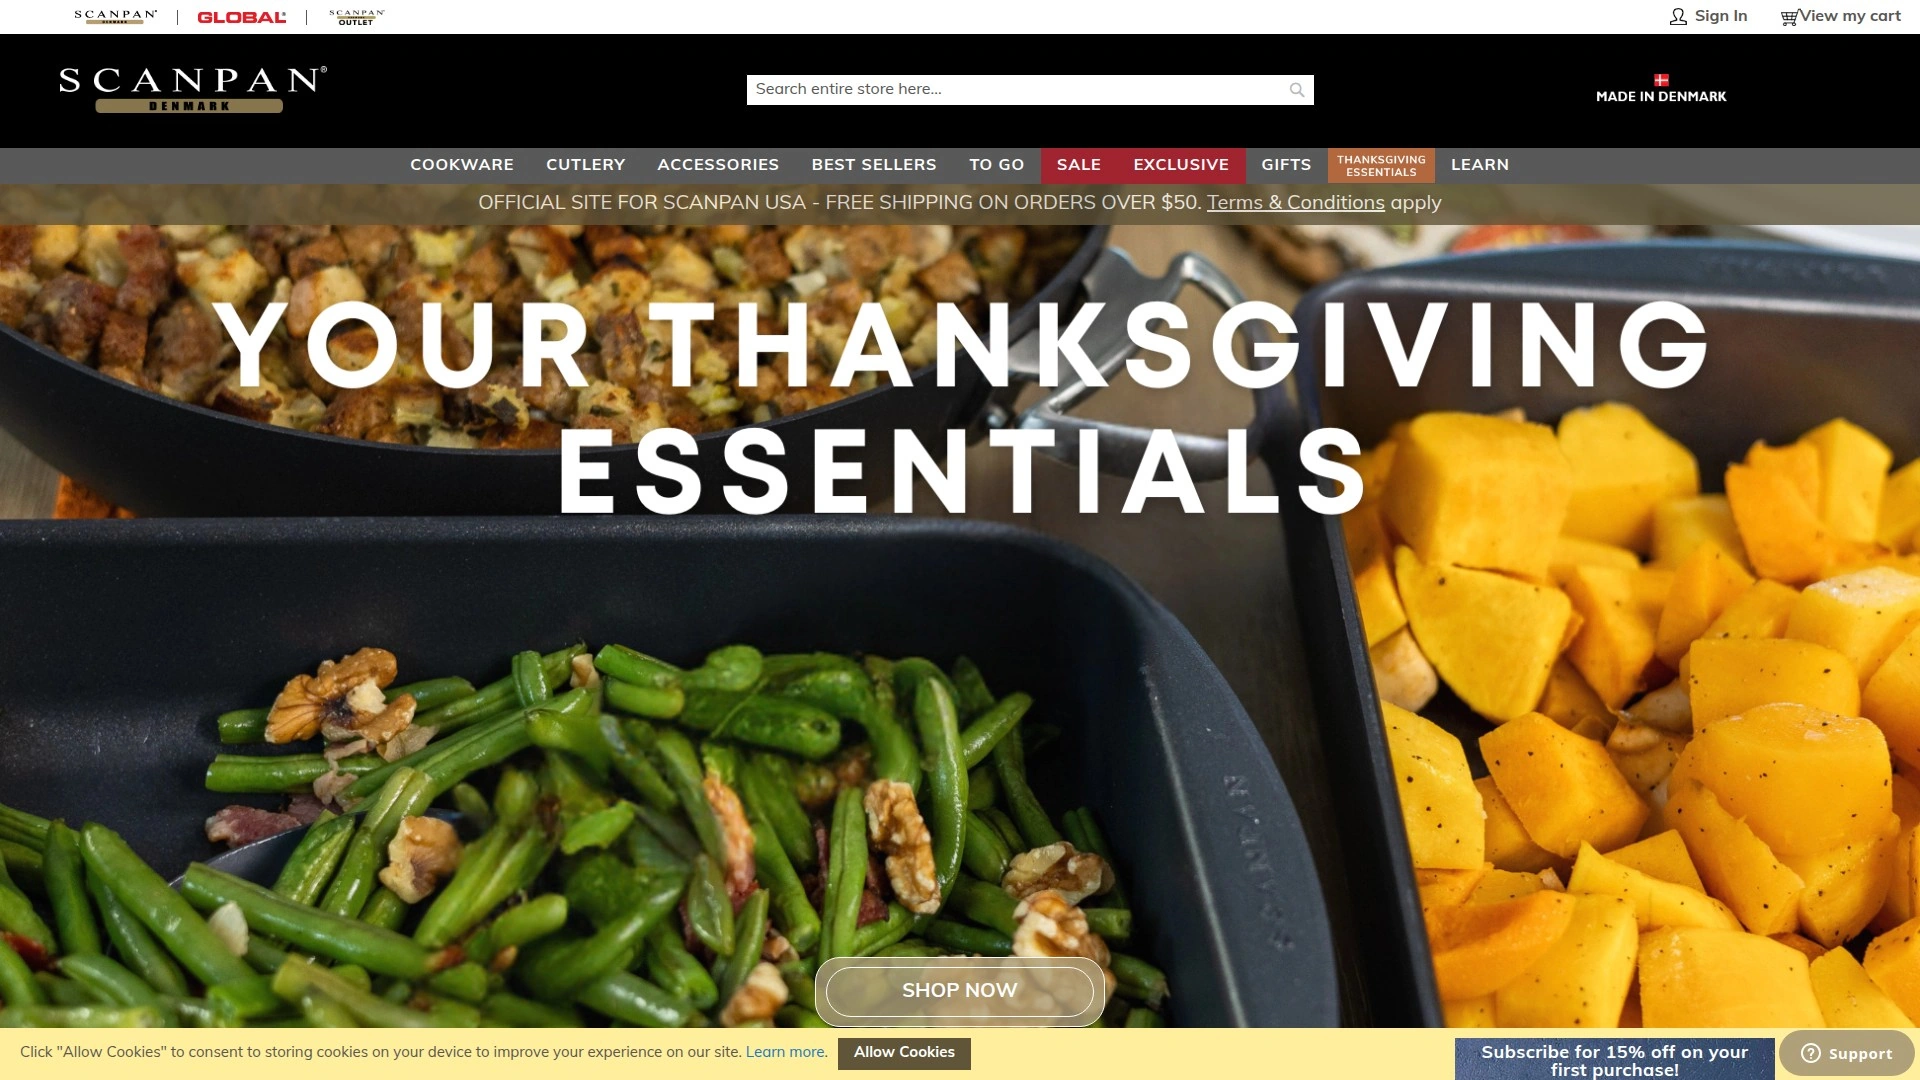 SCANPAN®
DENMARK
GLOBAL®
SCANPAN®
OUTLET
Sign In
View my cart
SCANPAN®
DENMARK
Search entire store here...
MADE IN DENMARK
COOKWARE
CUTLERY
ACCESSORIES
BEST SELLERS
TO GO
SALE
EXCLUSIVE
GIFTS
THANKSGIVING
ESSENTIALS
LEARN
OFFICIAL SITE FOR SCANPAN USA - FREE SHIPPING ON ORDERS OVER $50. Terms & Conditions apply
YOUR THANKSGIVING
ESSENTIALS
SCANPAN
SHOP NOW
Click "Allow Cookies" to consent to storing cookies on your device to improve your experience on our site. Learn more.
Allow Cookies
Subscribe for 15% off on your
first purchase!
Support